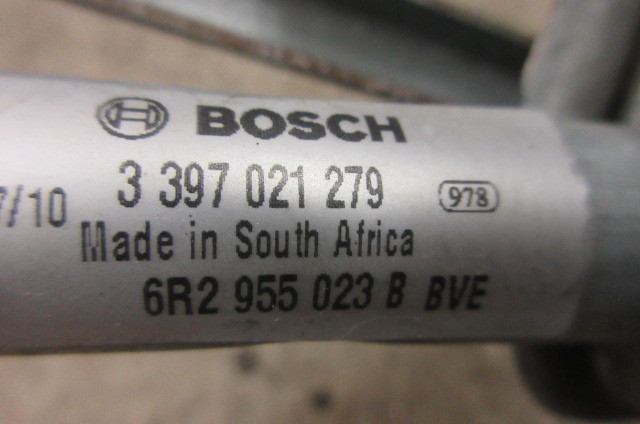 BOSCH
3 397 021 279 978
7/10
Made in South Africa
6R2 955 023 B BVE